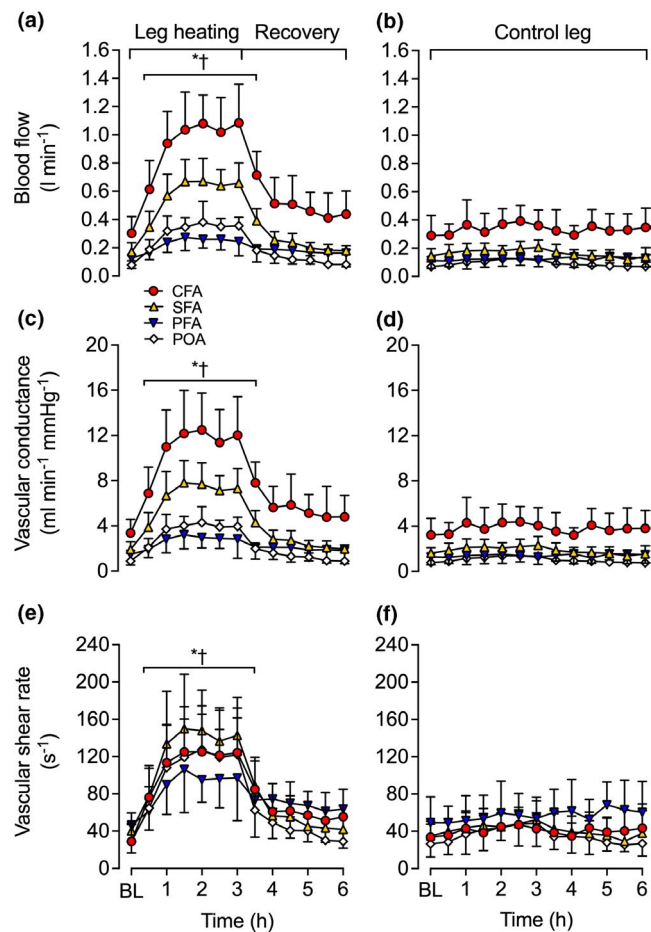 (a)
Leg heating
Recovery
(b)
Control leg
Blood flow
(l min⁻¹)
1.6
1.4
1.2
1.0
0.8
0.6
0.4
0.2
0.0
*†
1.6
1.4
1.2
1.0
0.8
0.6
0.4
0.2
0.0
CFA
SFA
PFA
POA
(c)
(d)
Vascular conductance
(ml min⁻¹ mmHg⁻¹)
20
16
12
8
4
0
*†
20
16
12
8
4
0
(e)
(f)
Vascular shear rate
(s⁻¹)
240
200
160
120
80
40
0
*†
240
200
160
120
80
40
0
BL 1 2 3 4 5 6
Time (h)
BL 1 2 3 4 5 6
Time (h)